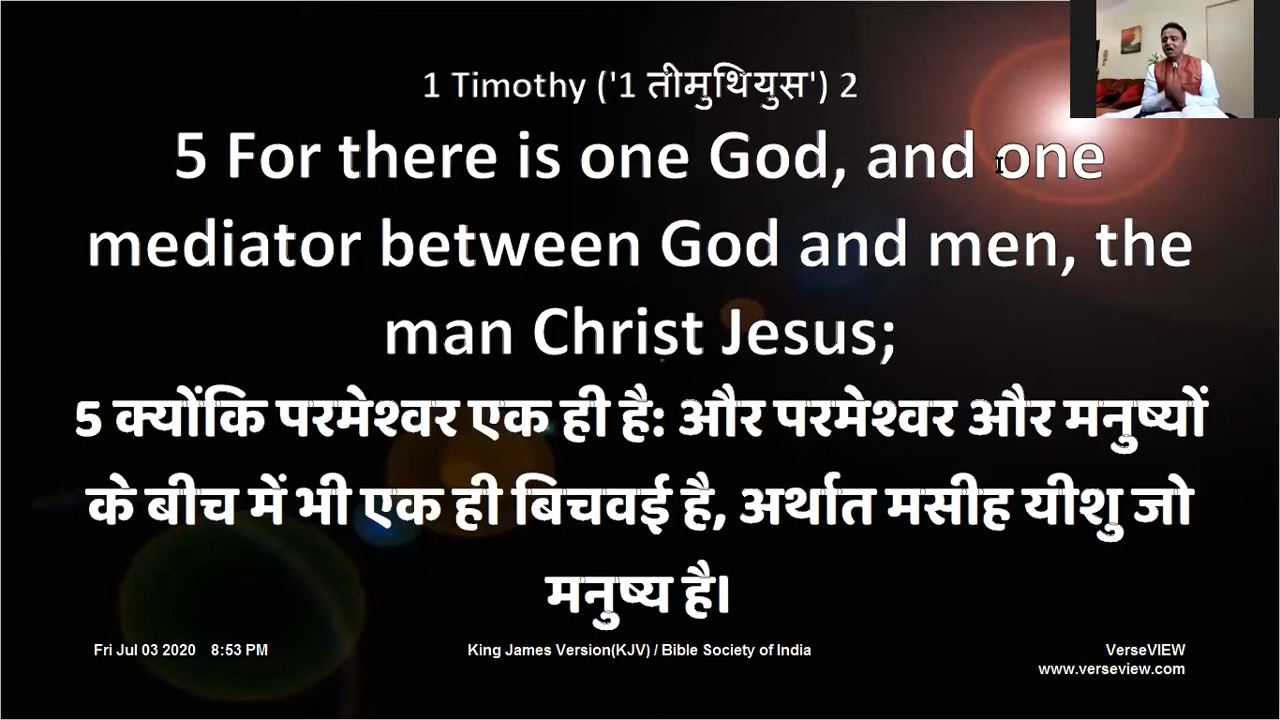 1 Timothy ('1 तीमुथियुस') 2
5 For there is one God, and one
mediator between God and men, the
man Christ Jesus;
5 क्योंकि परमेश्वर एक ही है: और परमेश्वर और मनुष्यों
के बीच में भी एक ही बिचवई है, अर्थात मसीह यीशु जो
मनुष्य है।
Fri Jul 03 2020 8:53 PM
King James Version(KJV) / Bible Society of India
VerseVIEW
www.verseview.com